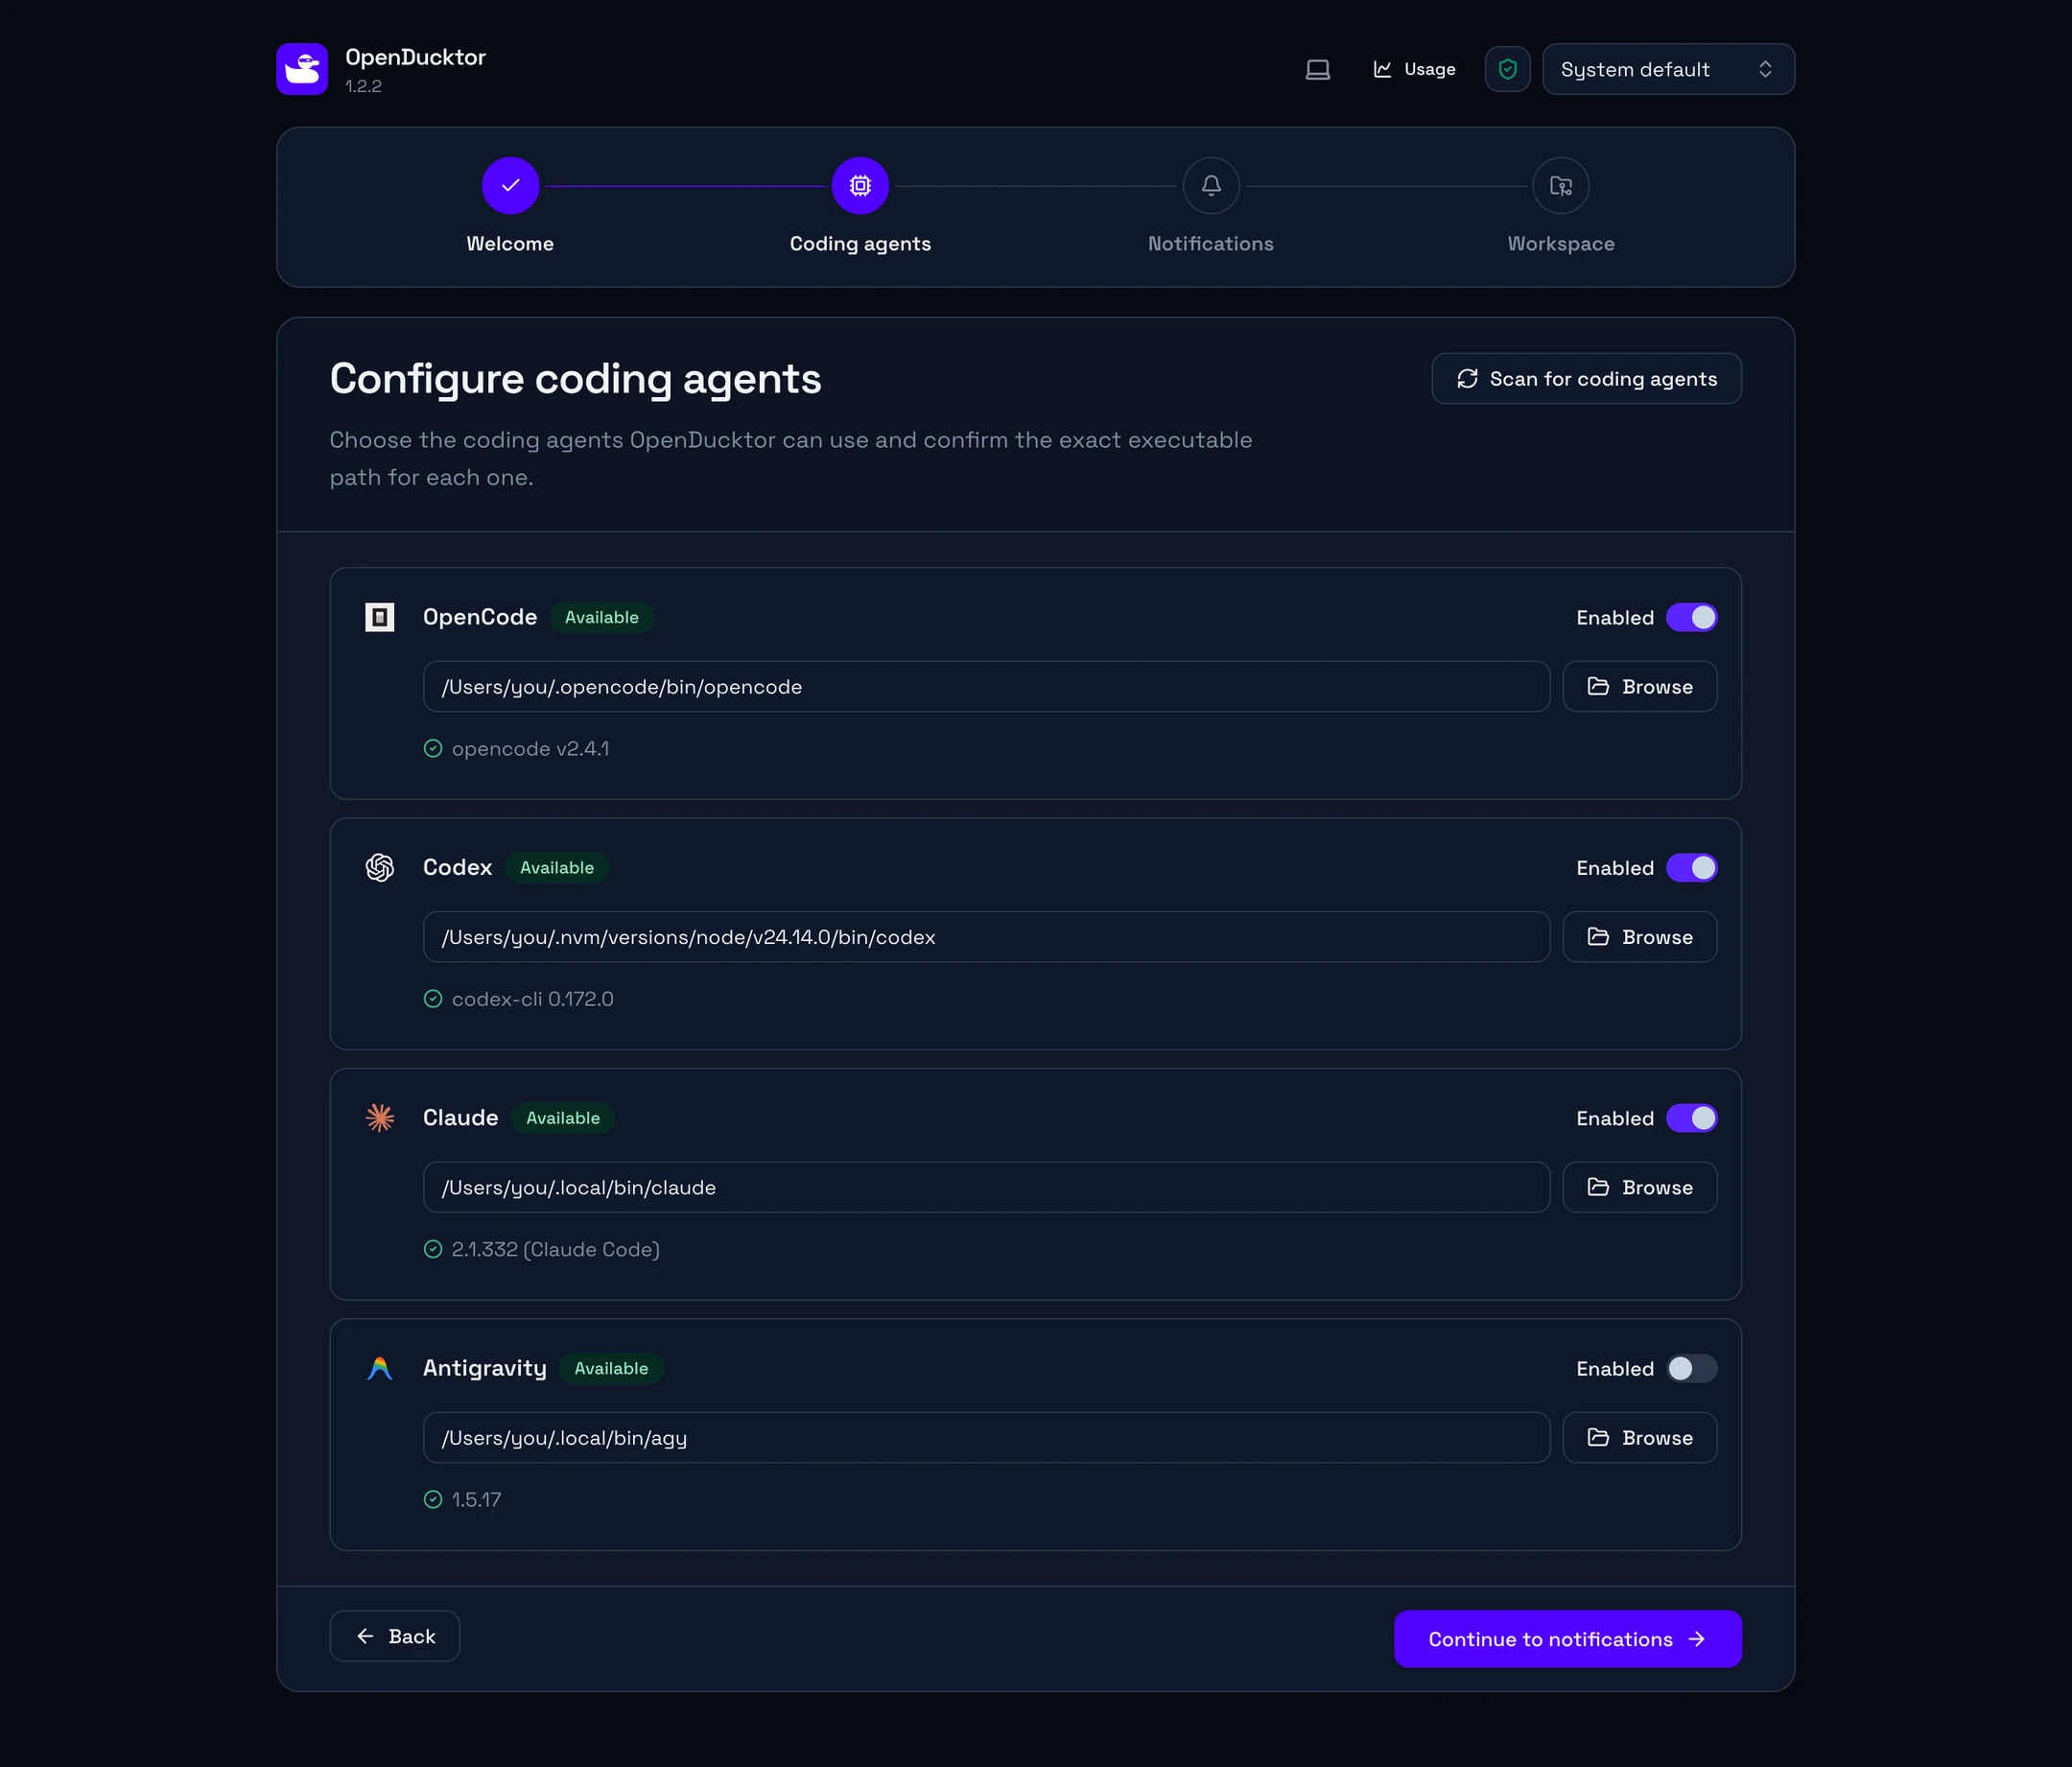 OpenDucktor
1.2.2
Usage
System default
Welcome
Coding agents
Notifications
Workspace
Configure coding agents
Scan for coding agents
Choose the coding agents OpenDucktor can use and confirm the exact executable
path for each one.
OpenCode
Available
Enabled
/Users/you/.opencode/bin/opencode
Browse
opencode v2.4.1
Codex
Available
Enabled
/Users/you/.nvm/versions/node/v24.14.0/bin/codex
Browse
codex-cli 0.172.0
Claude
Available
Enabled
/Users/you/.local/bin/claude
Browse
2.1.332 (Claude Code)
Antigravity
Available
Enabled
/Users/you/.local/bin/agy
Browse
1.5.17
Back
Continue to notifications